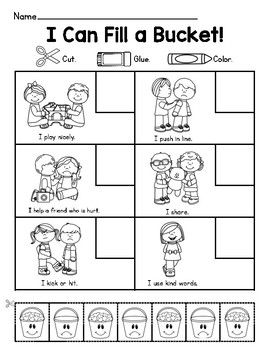 Name
I Can Fill a Bucket!
Cut. Glue. Color.
I play nicely. I push in line.
I help a friend who is hurt. I share.
I kick or hit. I use kind words.